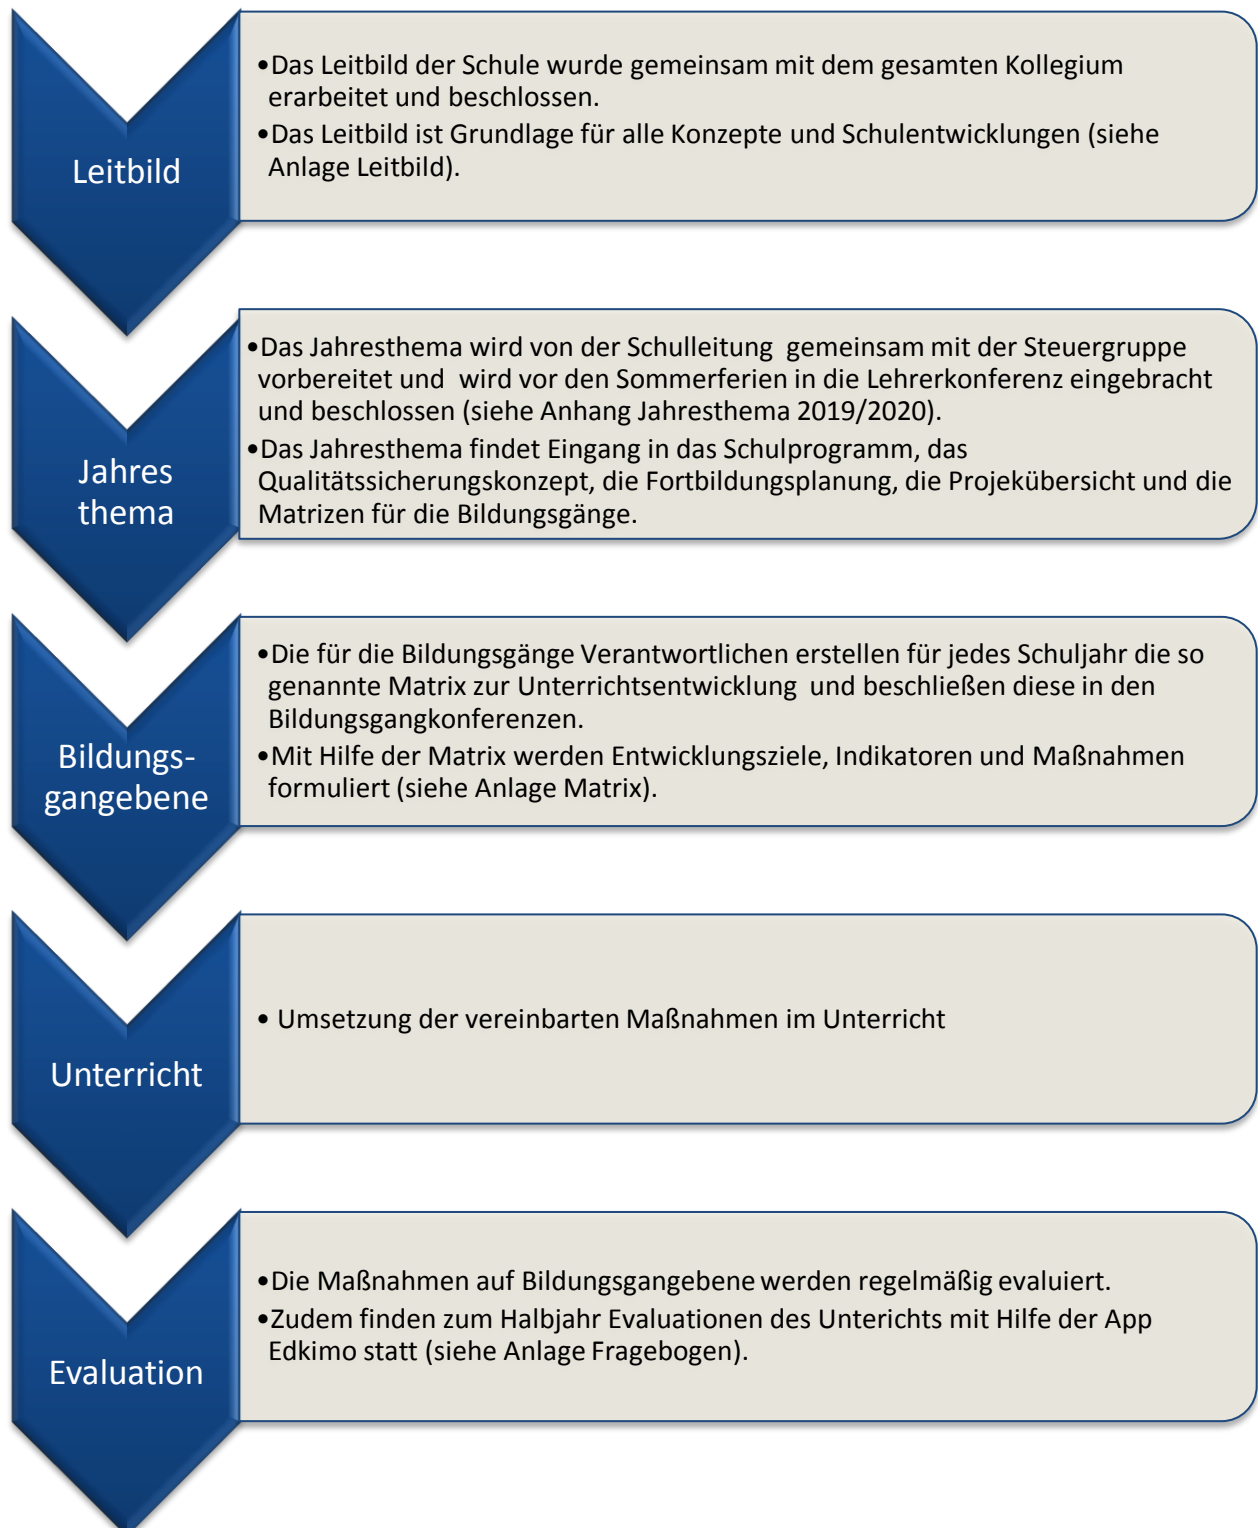 Leitbild
•Das Leitbild der Schule wurde gemeinsam mit dem gesamten Kollegium
erarbeitet und beschlossen.
•Das Leitbild ist Grundlage für alle Konzepte und Schulentwicklungen (siehe
Anlage Leitbild).
Jahres
thema
•Das Jahresthema wird von der Schulleitung gemeinsam mit der Steuergruppe
vorbereitet und wird vor den Sommerferien in die Lehrerkonferenz eingebracht
und beschlossen (siehe Anhang Jahresthema 2019/2020).
•Das Jahresthema findet Eingang in das Schulprogramm, das
Qualitätssicherungskonzept, die Fortbildungsplanung, die Projekübersicht und die
Matrizen für die Bildungsgänge.
Bildungs-
gangebene
•Die für die Bildungsgänge Verantwortlichen erstellen für jedes Schuljahr die so
genannte Matrix zur Unterrichtsentwicklung und beschließen diese in den
Bildungsgangkonferenzen.
•Mit Hilfe der Matrix werden Entwicklungsziele, Indikatoren und Maßnahmen
formuliert (siehe Anlage Matrix).
Unterricht
• Umsetzung der vereinbarten Maßnahmen im Unterricht
Evaluation
•Die Maßnahmen auf Bildungsgangebene werden regelmäßig evaluiert.
•Zudem finden zum Halbjahr Evaluationen des Unterichts mit Hilfe der App
Edkimo statt (siehe Anlage Fragebogen).